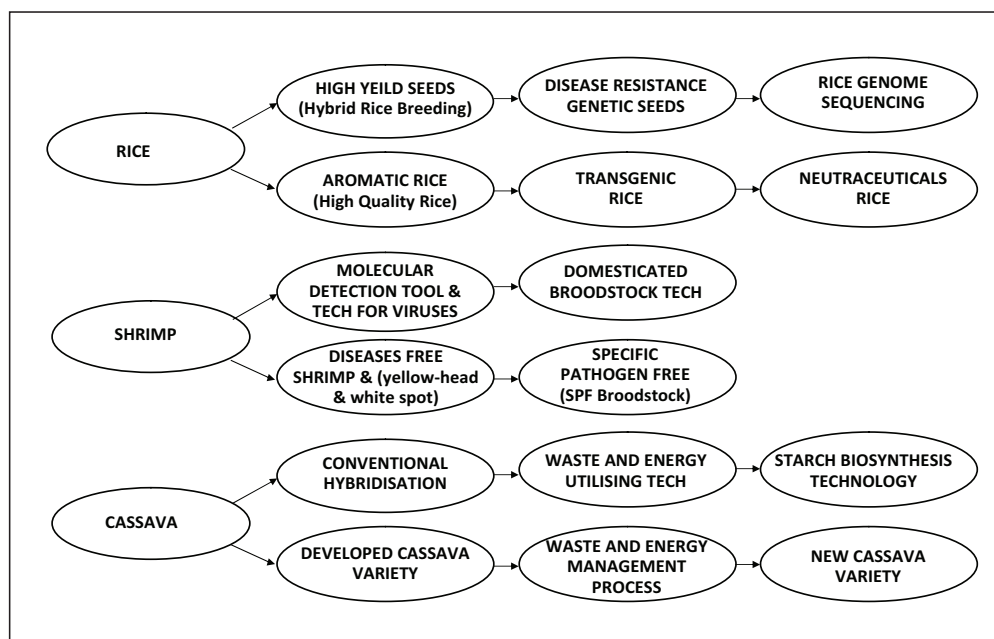 HIGH YEILD SEEDS
(Hybrid Rice Breeding)
DISEASE RESISTANCE
GENETIC SEEDS
RICE GENOME
SEQUENCING
RICE
AROMATIC RICE
(High Quality Rice)
TRANSGENIC
RICE
NEUTRACEUTICALS
RICE
MOLECULAR
DETECTION TOOL &
TECH FOR VIRUSES
DOMESTICATED
BROODSTOCK TECH
SHRIMP
DISEASES FREE
SHRIMP & (yellow-head
& white spot)
SPECIFIC
PATHOGEN FREE
(SPF Broodstock)
CONVENTIONAL
HYBRIDISATION
WASTE AND ENERGY
UTILISING TECH
STARCH BIOSYNTHESIS
TECHNOLOGY
CASSAVA
DEVELOPED CASSAVA
VARIETY
WASTE AND ENERGY
MANAGEMENT
PROCESS
NEW CASSAVA
VARIETY